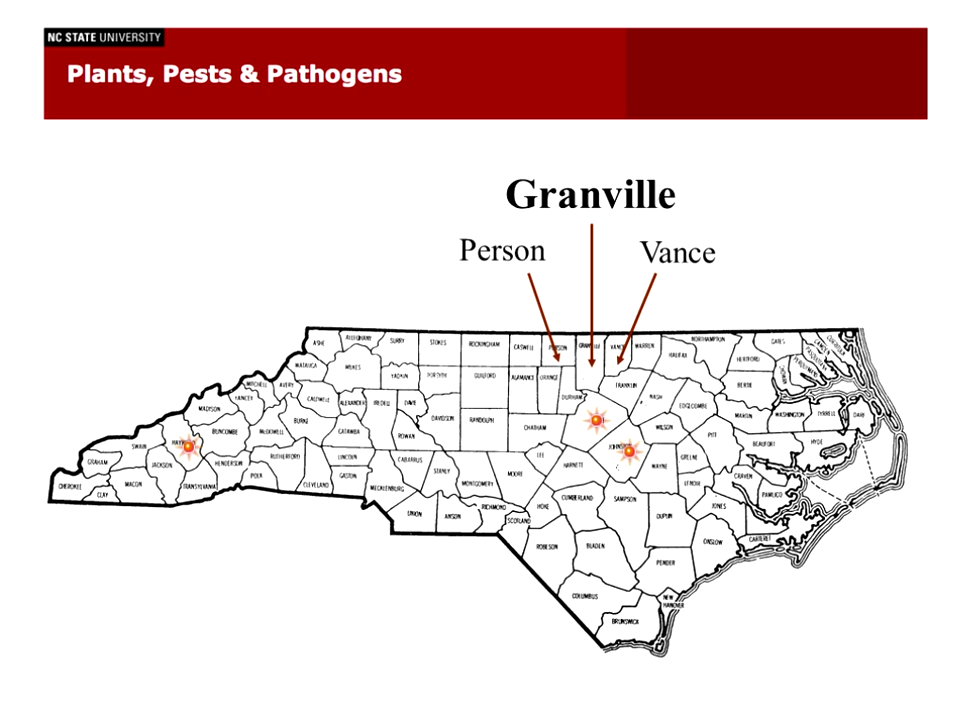 NC STATE UNIVERSITY
Plants, Pests & Pathogens
Granville
Person
Vance
ASHE
ALLEGHANY
SURRY
STOKES
ROCKINGHAM
CASWELL
WARREN
NORTHAMPTON
GATES
HALIFAX
HERTFORD
WATAUGA
WILKES
YADKIN
FORSYTH
GUILFORD
ALAMANCE
ORANGE
DURHAM
FRANKLIN
NASH
EDGECOMBE
BERTIE
MITCHELL
AVERY
YANCEY
CALDWELL
ALEXANDER
IREDELL
DAVIE
DAVIDSON
RANDOLPH
CHATHAM
WILSON
MARTIN
WASHINGTON
TYRRELL
DARE
MADISON
BUNCOMBE
McDOWELL
BURKE
CATAWBA
ROWAN
PITT
BEAUFORT
HYDE
SWAIN
JACKSON
HENDERSON
RUTHERFORD
LINCOLN
CABARRUS
STANLY
MONTGOMERY
MOORE
LEE
HARNETT
WAYNE
GREENE
LENOIR
CRAVEN
PAMLICO
GRAHAM
CHEROKEE
CLAY
MACON
TRANSYLVANIA
POLK
CLEVELAND
GASTON
MECKLENBURG
UNION
ANSON
RICHMOND
SCOTLAND
HOKE
CUMBERLAND
SAMPSON
DUPLIN
JONES
ONSLOW
CARTERET
ROBESON
BLADEN
PENDER
COLUMBUS
NEW
HANOVER
BRUNSWICK